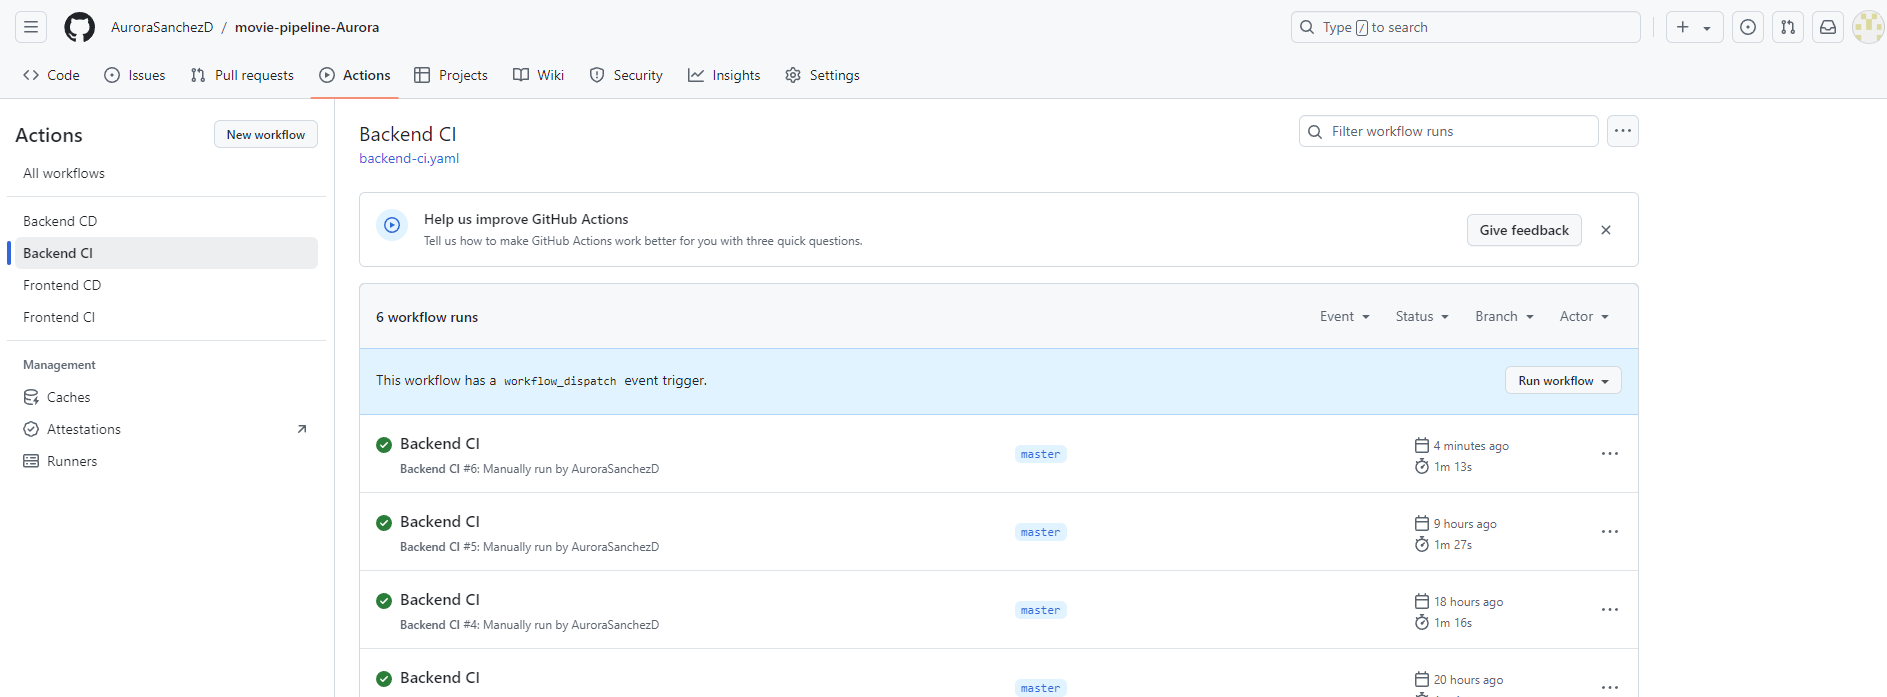 AuroraSanchezD / movie-pipeline-Aurora
Type / to search
Code Issues Pull requests Actions Projects Wiki Security Insights Settings
Actions
New workflow
All workflows
Backend CD
Backend CI
Frontend CD
Frontend CI
Management
Caches
Attestations
Runners
Backend CI
backend-ci.yaml
Filter workflow runs
Help us improve GitHub Actions
Tell us how to make GitHub Actions work better for you with three quick questions.
Give feedback
6 workflow runs
Event Status Branch Actor
This workflow has a workflow_dispatch event trigger.
Run workflow
Backend CI
Backend CI #6: Manually run by AuroraSanchezD
master
4 minutes ago
1m 13s
Backend CI
Backend CI #5: Manually run by AuroraSanchezD
master
9 hours ago
1m 27s
Backend CI
Backend CI #4: Manually run by AuroraSanchezD
master
18 hours ago
1m 16s
Backend CI
master
20 hours ago